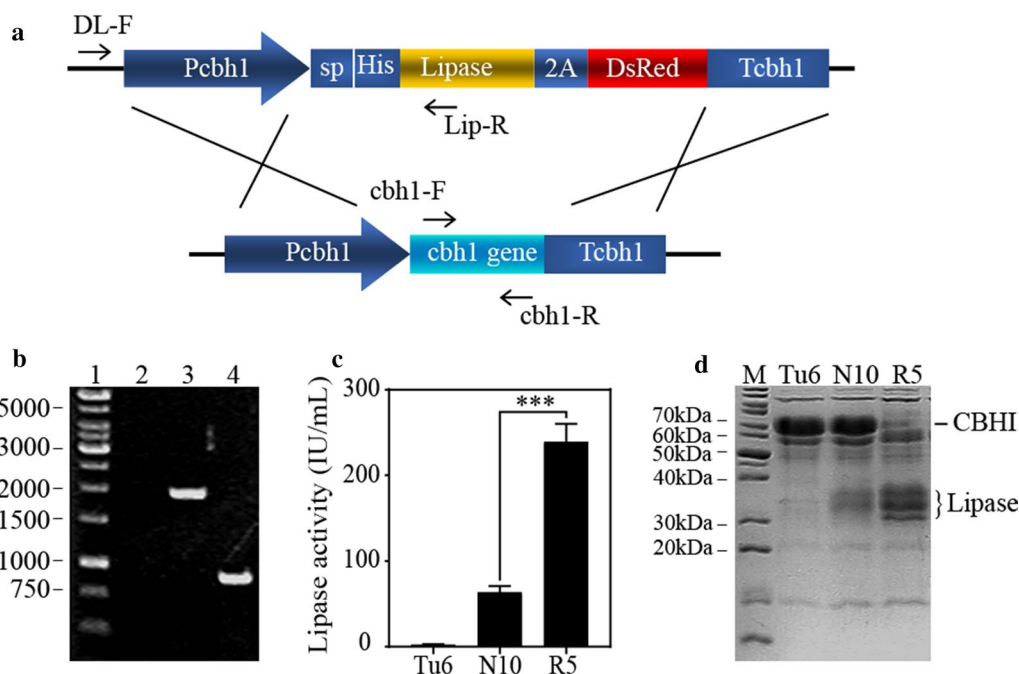 a
DL-F
Pcbh1
sp
His
Lipase
2A
DsRed
Tcbh1
Lip-R
cbh1-F
Pcbh1
cbh1 gene
Tcbh1
cbh1-R
b
1 2 3 4
5000
3000
2000
1500
1000
750
c
Lipase activity (IU/mL)
300
200
100
0
***
Tu6 N10 R5
d
M Tu6 N10 R5
70kDa
60kDa
50kDa
40kDa
30kDa
20kDa
CBHI
Lipase